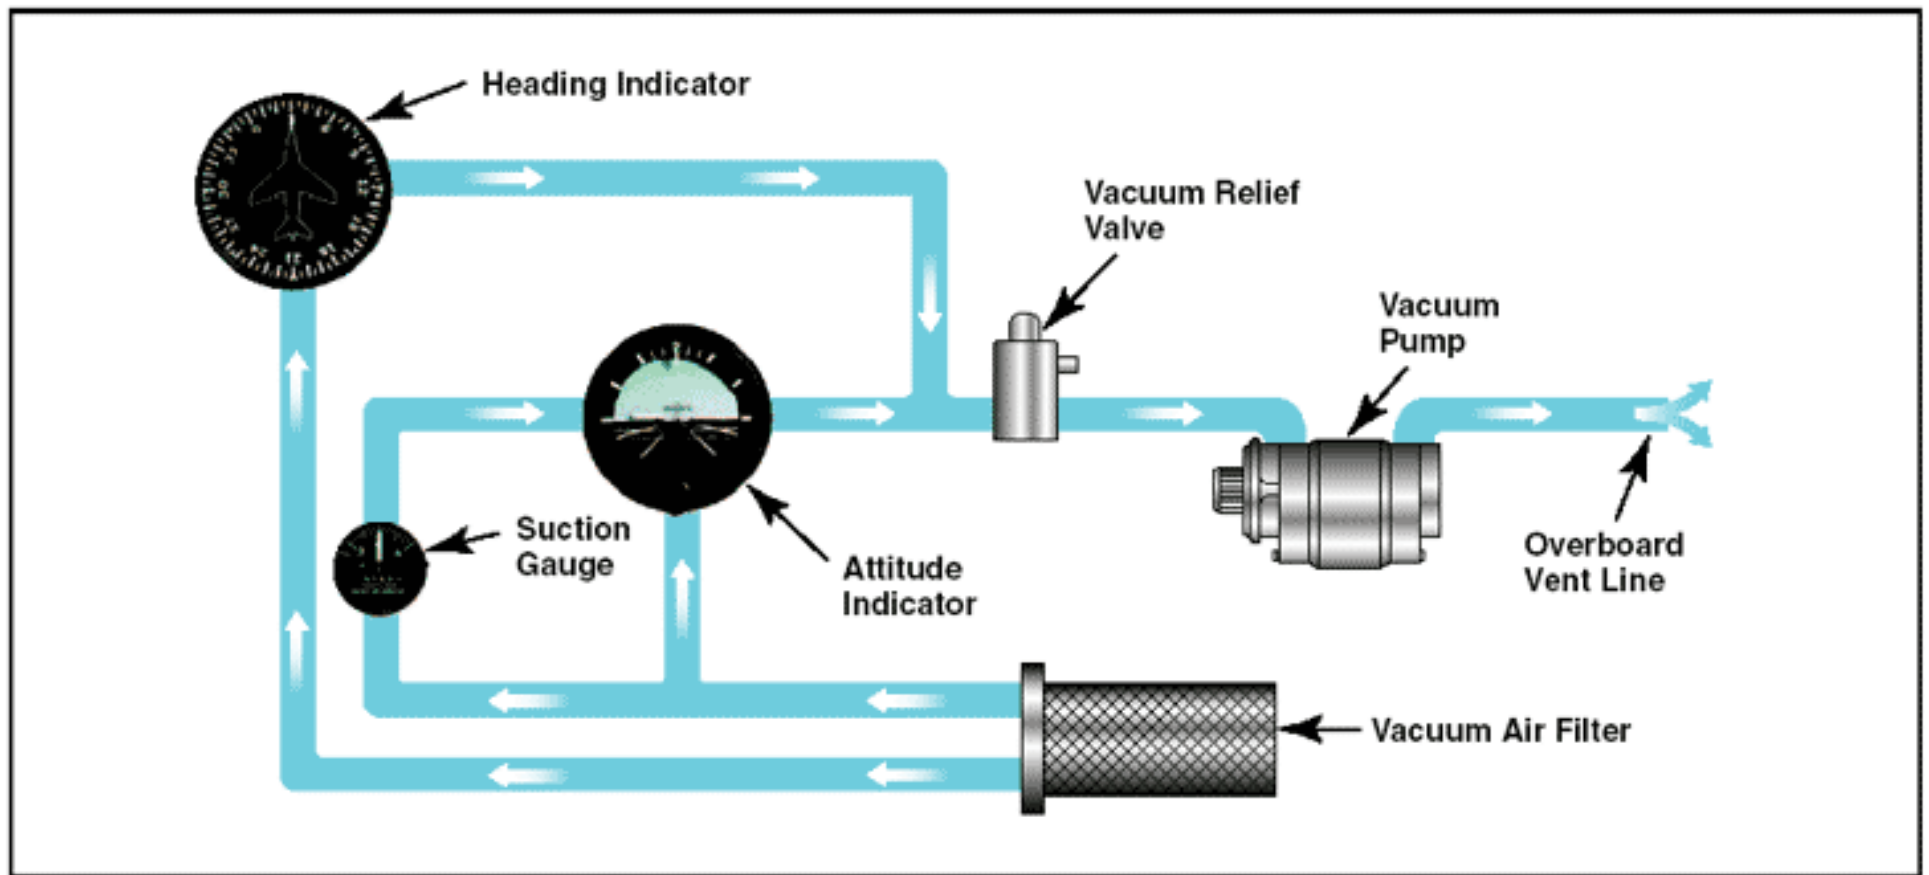 Heading Indicator
Vacuum Relief
Valve
Vacuum
Pump
Suction
Gauge
Attitude
Indicator
Overboard
Vent Line
Vacuum Air Filter